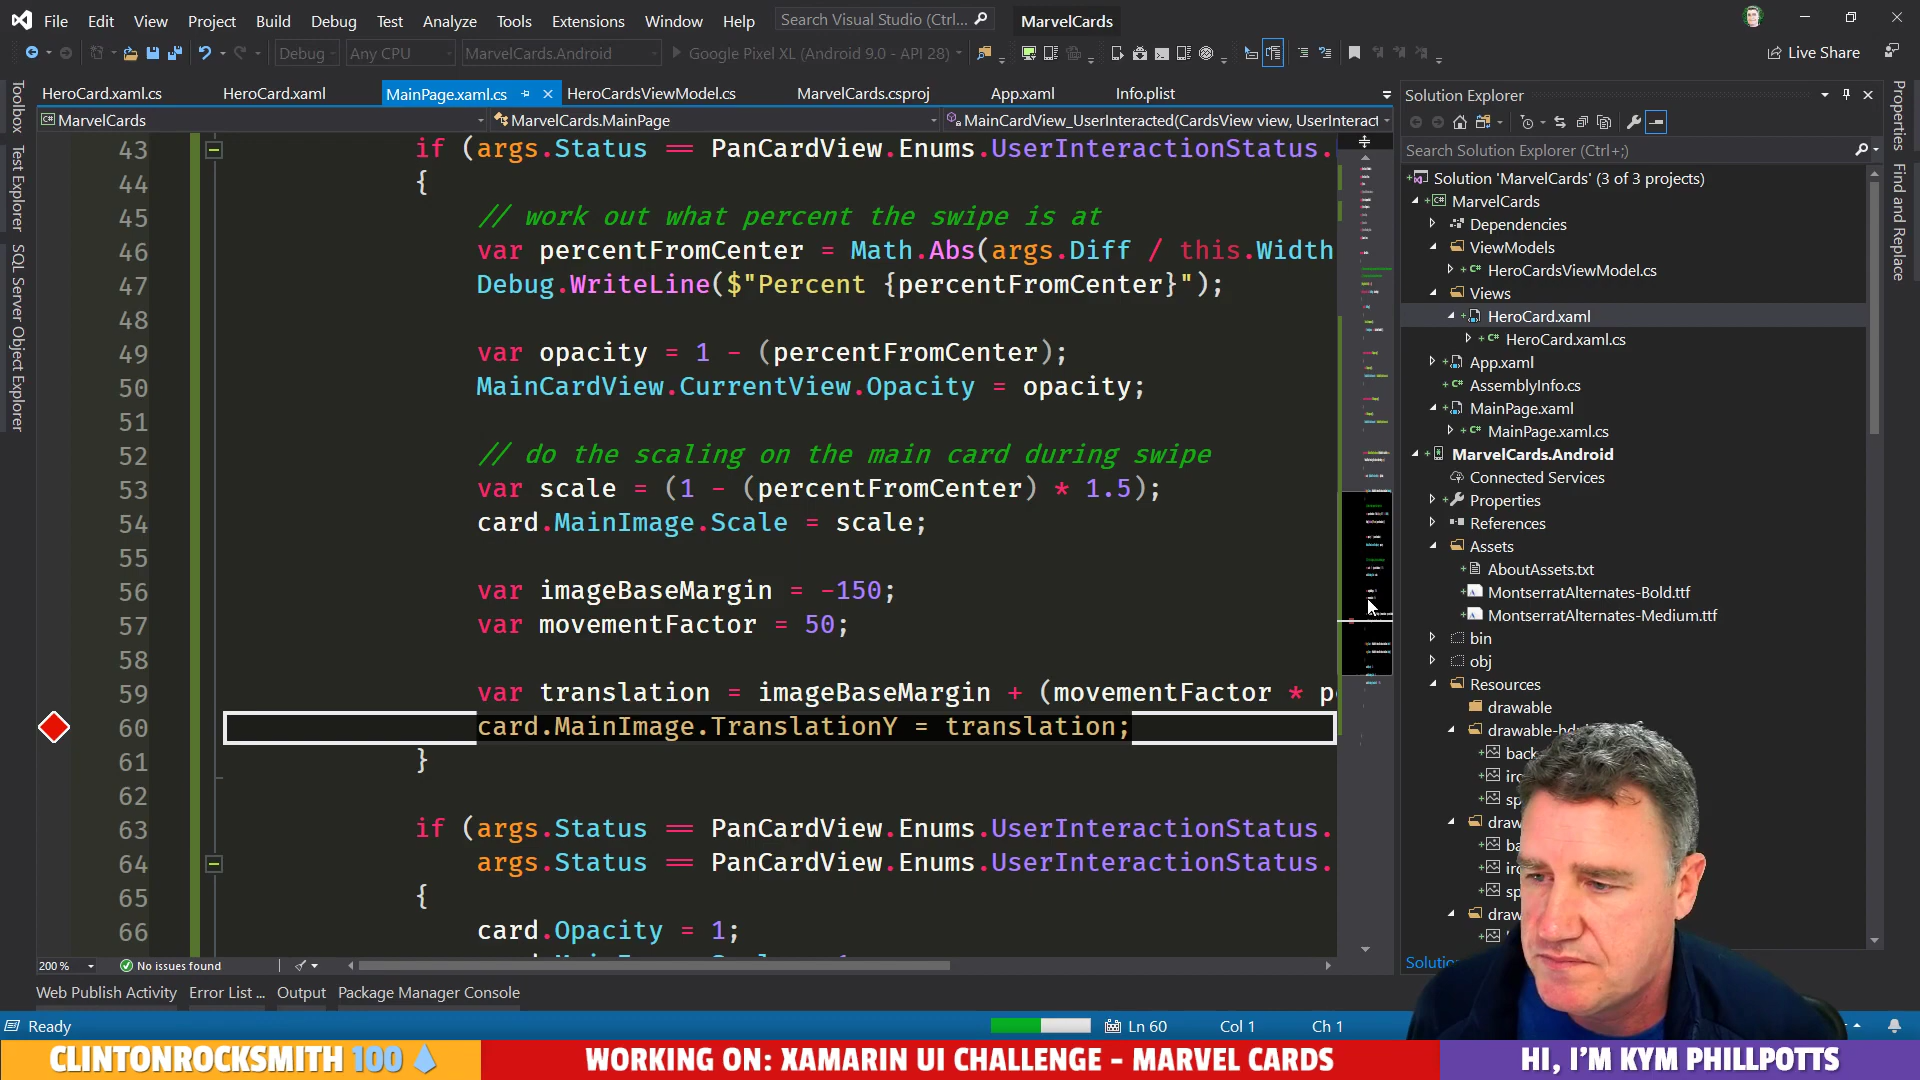 File Edit View Project Build Debug Test Analyze Tools Extensions Window Help Search Visual Studio (Ctrl... MarvelCards
Debug Any CPU MarvelCards.Android Google Pixel XL (Android 9.0 - API 28) Live Share
HeroCard.xaml.cs HeroCard.xaml MainPage.xaml.cs HeroCardsViewModel.cs MarvelCards.csproj App.xaml Info.plist
MarvelCards MarvelCards.MainPage MainCardView_UserInteracted(CardsView view, UserInteract
Toolbox
Test Explorer
SQL Server Object Explorer
43 if (args.Status == PanCardView.Enums.UserInteractionStatus.
44 {
45 // work out what percent the swipe is at
46 var percentFromCenter = Math.Abs(args.Diff / this.Width
47 Debug.WriteLine($"Percent {percentFromCenter}");
48
49 var opacity = 1 - (percentFromCenter);
50 MainCardView.CurrentView.Opacity = opacity;
51
52 // do the scaling on the main card during swipe
53 var scale = (1 - (percentFromCenter) * 1.5);
54 card.MainImage.Scale = scale;
55
56 var imageBaseMargin = -150;
57 var movementFactor = 50;
58
59 var translation = imageBaseMargin + (movementFactor * p
60 card.MainImage.TranslationY = translation;
61 }
62
63 if (args.Status == PanCardView.Enums.UserInteractionStatus.
64 args.Status == PanCardView.Enums.UserInteractionStatus.
65 {
66 card.Opacity = 1;
200 % No issues found
Web Publish Activity Error List ... Output Package Manager Console
Ready Ln 60 Col 1 Ch 1
Solution Explorer
Search Solution Explorer (Ctrl+;)
Solution 'MarvelCards' (3 of 3 projects)
MarvelCards
Dependencies
ViewModels
HeroCardsViewModel.cs
Views
HeroCard.xaml
HeroCard.xaml.cs
App.xaml
AssemblyInfo.cs
MainPage.xaml
MainPage.xaml.cs
MarvelCards.Android
Connected Services
Properties
References
Assets
AboutAssets.txt
MontserratAlternates-Bold.ttf
MontserratAlternates-Medium.ttf
bin
obj
Resources
drawable
drawable-hd
back
iro
sp
draw
ba
iro
sp
draw
Solutio
Properties
Find and Replace
CLINTONROCKSMITH 100
WORKING ON: XAMARIN UI CHALLENGE - MARVEL CARDS
HI, I'M KYM PHILLPOTTS